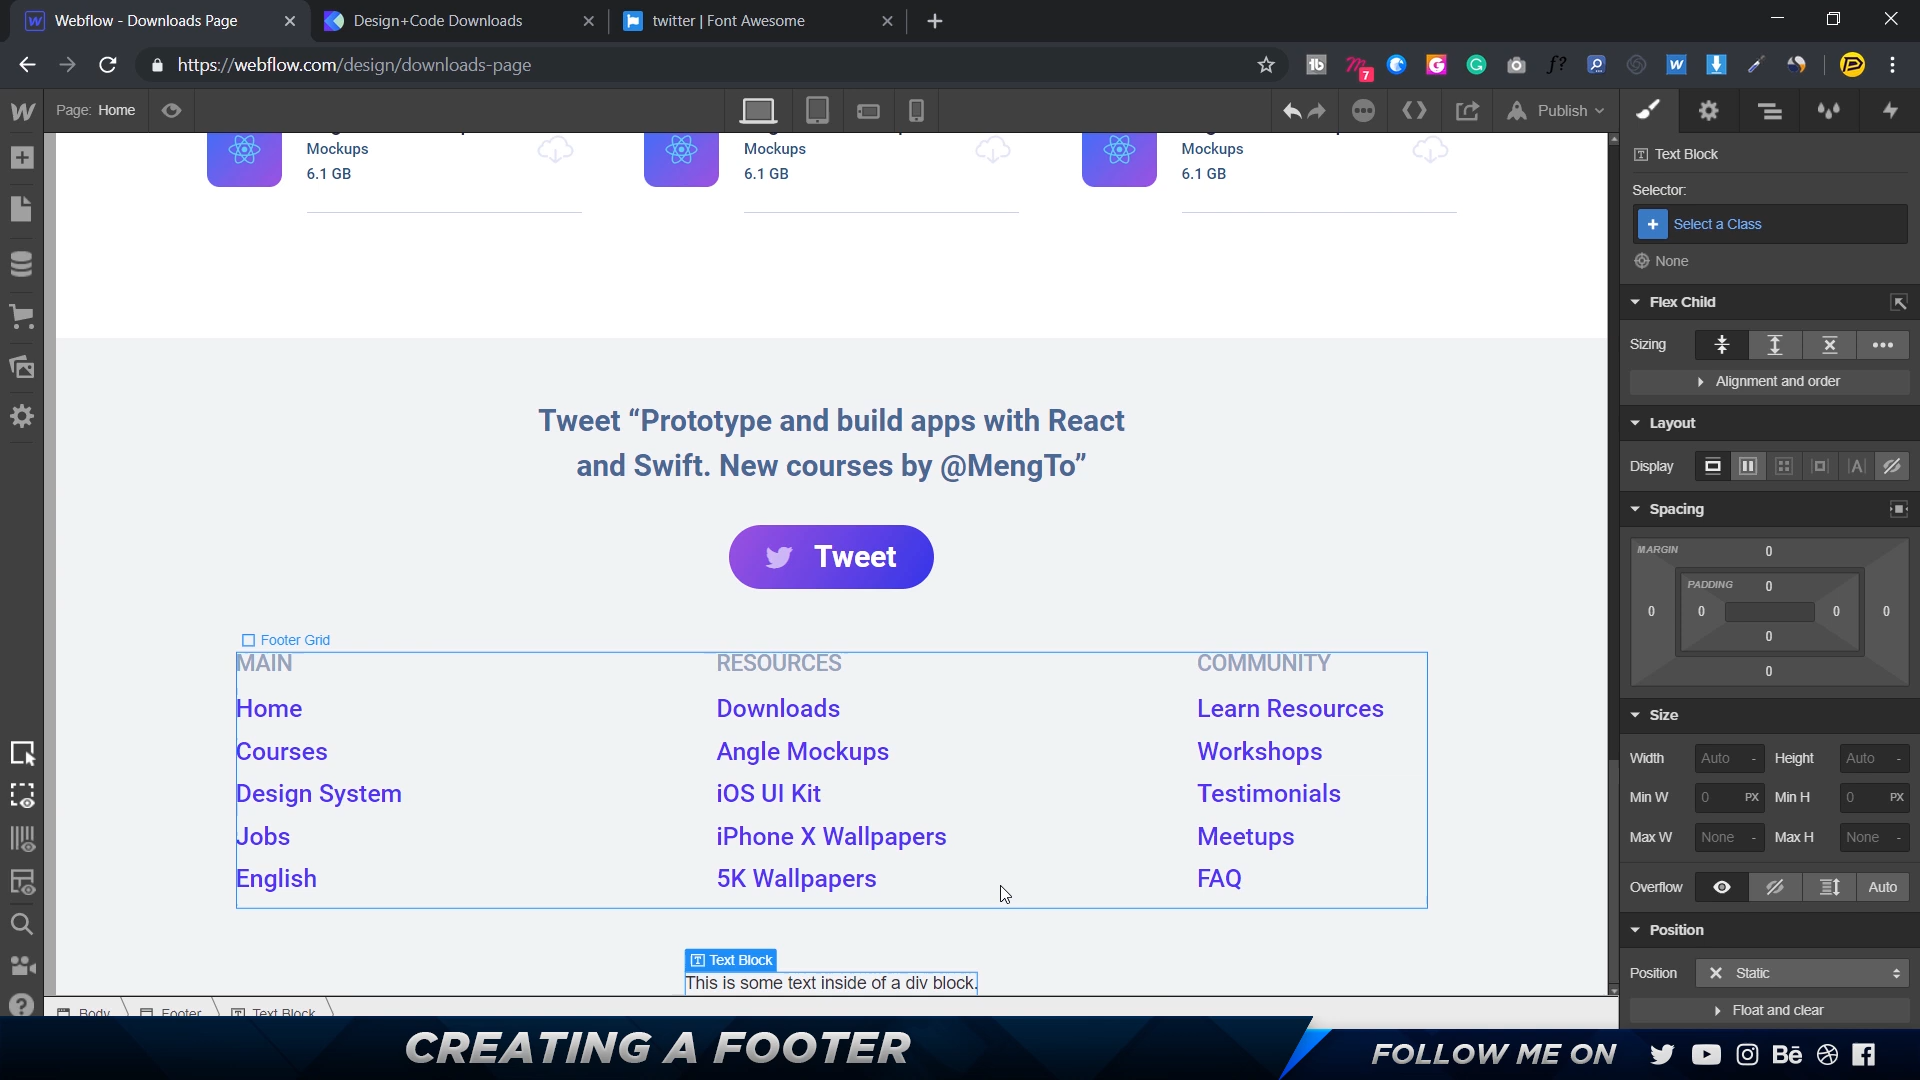 Webflow - Downloads Page
Design+Code Downloads
twitter | Font Awesome
https://webflow.com/design/downloads-page
7
Page: Home
Publish
Mockups
6.1 GB
Mockups
6.1 GB
Mockups
6.1 GB
Tweet “Prototype and build apps with React
and Swift. New courses by @MengTo”
Tweet
Footer Grid
MAIN
Home
Courses
Design System
Jobs
English
RESOURCES
Downloads
Angle Mockups
iOS UI Kit
iPhone X Wallpapers
5K Wallpapers
COMMUNITY
Learn Resources
Workshops
Testimonials
Meetups
FAQ
Text Block
This is some text inside of a div block.
Body
Footer
Text Block
Text Block
Selector:
Select a Class
None
Flex Child
Sizing
Alignment and order
Layout
Display
Spacing
MARGIN
0
PADDING
0
0 0 0 0
0
0
Size
Width Auto - Height Auto -
Min W 0 PX Min H 0 PX
Max W None - Max H None -
Overflow Auto
Position
Position Static
Float and clear
CREATING A FOOTER
FOLLOW ME ON